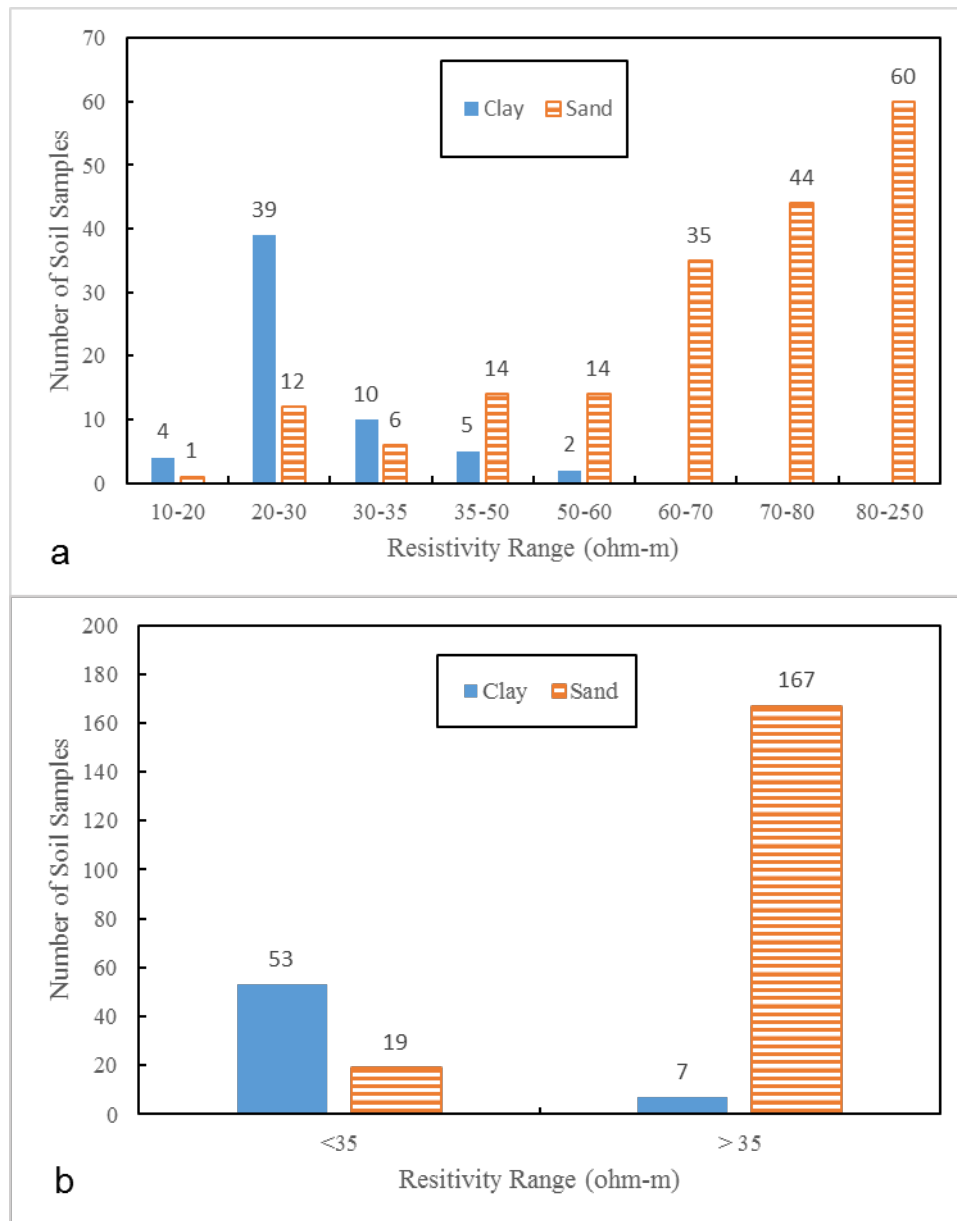 70
60
50
40
30
20
10
0
Number of Soil Samples
Clay Sand
4 1
39 12
10 6
5 14
2 14
35
44
60
10-20 20-30 30-35 35-50 50-60 60-70 70-80 80-250
Resistivity Range (ohm-m)
a
200
180
160
140
120
100
80
60
40
20
0
Number of Soil Samples
Clay Sand
53 19
7 167
<35 > 35
Resitivity Range (ohm-m)
b